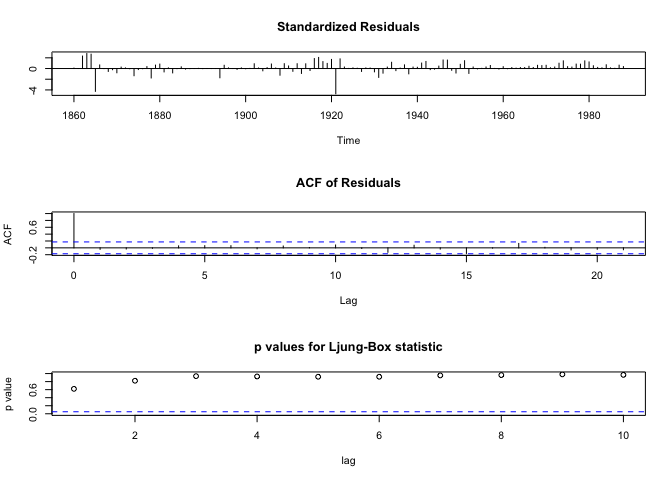 Standardized Residuals
0
-4
1860 1880 1900 1920 1940 1960 1980
Time
ACF of Residuals
ACF
0.6
-0.2
0 5 10 15 20
Lag
p values for Ljung-Box statistic
p value
0.6
0.0
2 4 6 8 10
lag